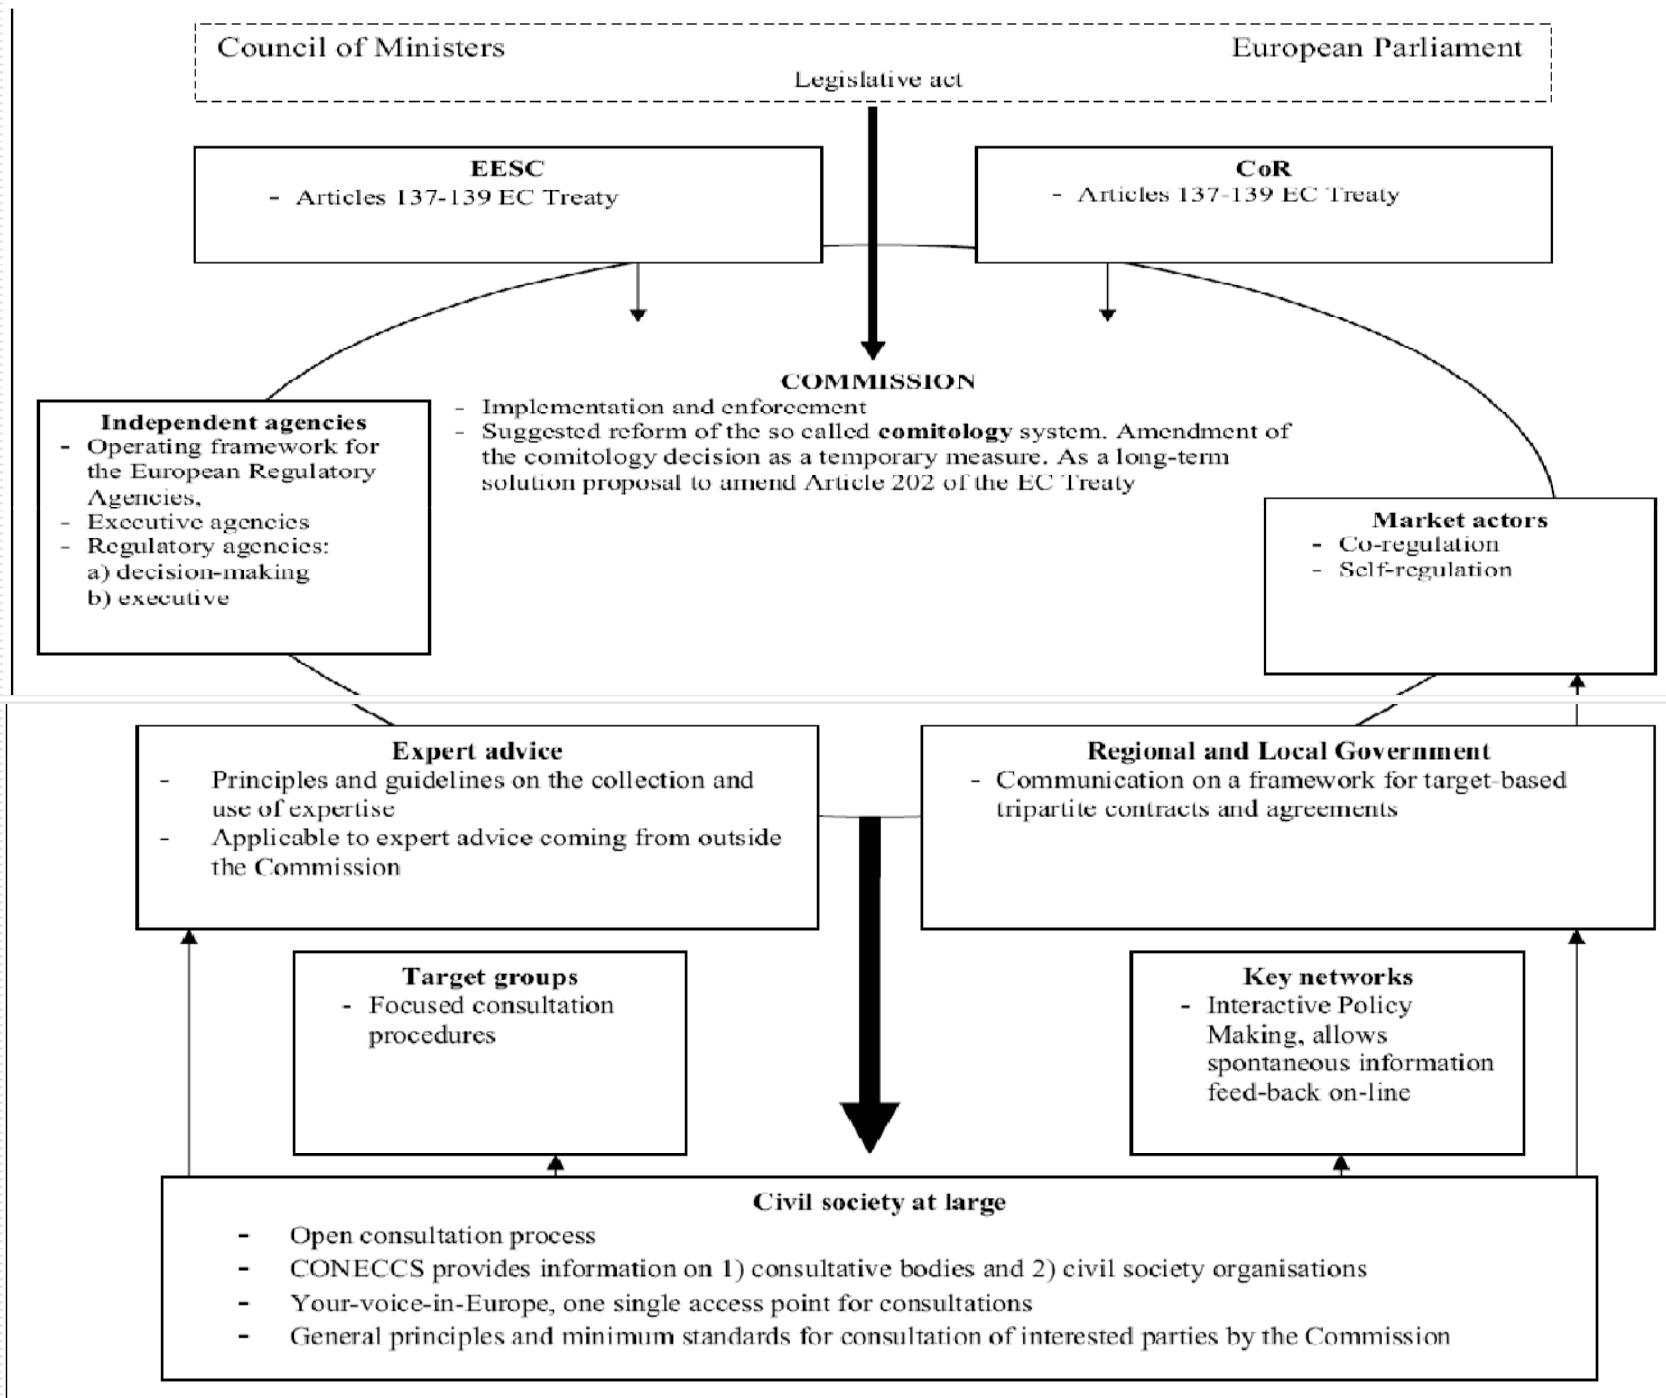 Council of Ministers
European Parliament
Legislative act
EESC
- Articles 137-139 EC Treaty
CoR
- Articles 137-139 EC Treaty
COMMISSION
- Implementation and enforcement
- Suggested reform of the so called comitology system. Amendment of
the comitology decision as a temporary measure. As a long-term
solution proposal to amend Article 202 of the EC Treaty
Independent agencies
- Operating framework for
the European Regulatory
Agencies,
- Executive agencies
- Regulatory agencies:
a) decision-making
b) executive
Market actors
- Co-regulation
- Self-regulation
Expert advice
- Principles and guidelines on the collection and
use of expertise
- Applicable to expert advice coming from outside
the Commission
Regional and Local Government
- Communication on a framework for target-based
tripartite contracts and agreements
Target groups
- Focused consultation
procedures
Key networks
- Interactive Policy
Making, allows
spontaneous information
feed-back on-line
Civil society at large
- Open consultation process
- CONECCS provides information on 1) consultative bodies and 2) civil society organisations
- Your-voice-in-Europe, one single access point for consultations
- General principles and minimum standards for consultation of interested parties by the Commission